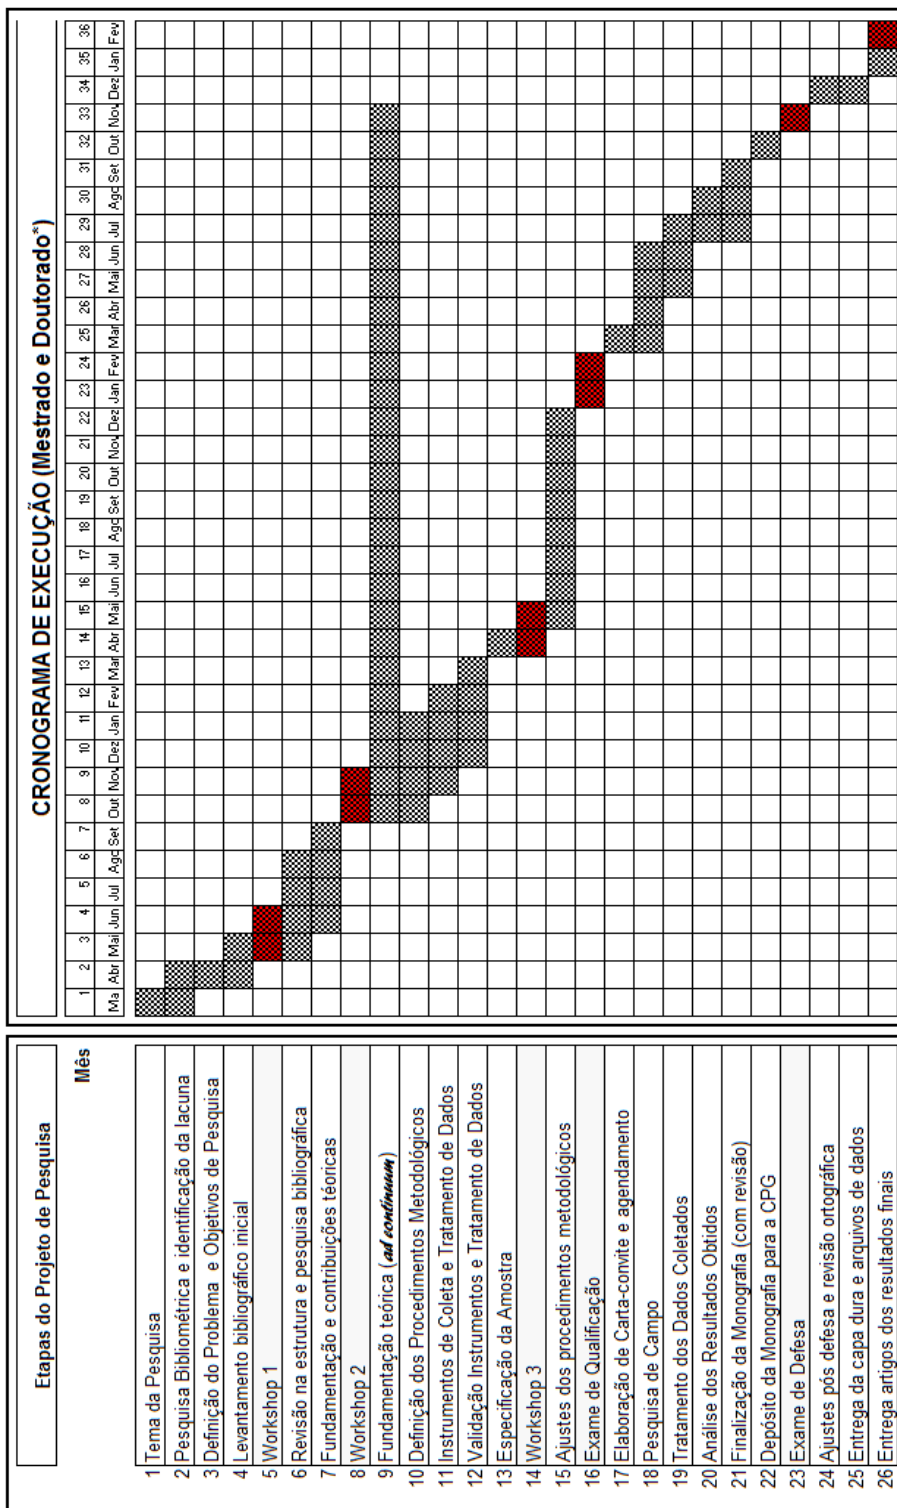 CRONOGRAMA DE EXECUÇÃO (Mestrado e Doutorado*)
Etapas do Projeto de Pesquisa
Mês
1 2 3 4 5 6 7 8 9 10 11 12 13 14 15 16 17 18 19 20 21 22 23 24 25 26 27 28 29 30 31 32 33 34 35 36
Ma Abr Mai Jun Jul Ago Set Out Nov Dez Jan Fev Mar Abr Mai Jun Jul Ago Set Out Nov Dez Jan Fev Mar Abr Mai Jun Jul Ago Set Out Nov Dez Jan Fev
1 Tema da Pesquisa
2 Pesquisa Bibliométrica e identificação da lacuna
3 Definição do Problema e Objetivos de Pesquisa
4 Levantamento bibliográfico inicial
5 Workshop 1
6 Revisão na estrutura e pesquisa bibliográfica
7 Fundamentação e contribuições téoricas
8 Workshop 2
9 Fundamentação teórica (ad continuum)
10 Definição dos Procedimentos Metodológicos
11 Instrumentos de Coleta e Tratamento de Dados
12 Validação Instrumentos e Tratamento de Dados
13 Especificação da Amostra
14 Workshop 3
15 Ajustes dos procedimentos metodológicos
16 Exame de Qualificação
17 Elaboração de Carta-convite e agendamento
18 Pesquisa de Campo
19 Tratamento dos Dados Coletados
20 Análise dos Resultados Obtidos
21 Finalização da Monografia (com revisão)
22 Depósito da Monografia para a CPG
23 Exame de Defesa
24 Ajustes pós defesa e revisão ortográfica
25 Entrega da capa dura e arquivos de dados
26 Entrega artigos dos resultados finais